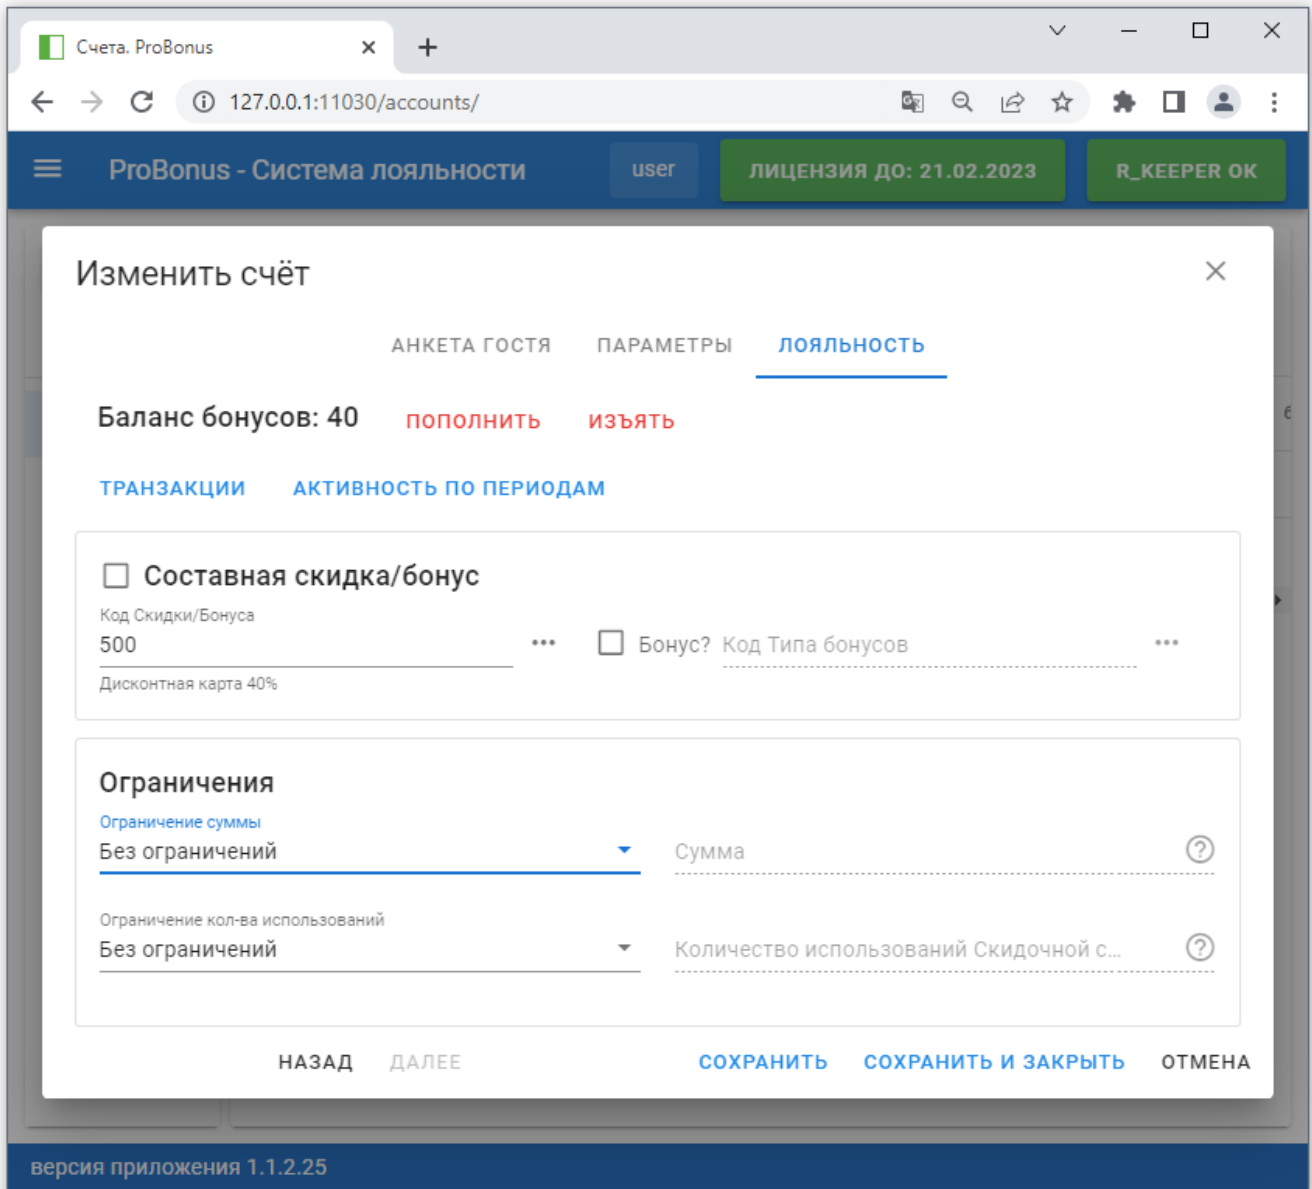 Счета. ProBonus
127.0.0.1:11030/accounts/
ProBonus - Система лояльности user ЛИЦЕНЗИЯ ДО: 21.02.2023 R_KEEPER OK
Изменить счёт
АНКЕТА ГОСТЯ ПАРАМЕТРЫ ЛОЯЛЬНОСТЬ
Баланс бонусов: 40 ПОПОЛНИТЬ ИЗЪЯТЬ
ТРАНЗАКЦИИ АКТИВНОСТЬ ПО ПЕРИОДАМ
Составная скидка/бонус
Код Скидки/Бонуса
500 Бонус? Код Типа бонусов
Дисконтная карта 40%
Ограничения
Ограничение суммы
Без ограничений Сумма
Ограничение кол-ва использований
Без ограничений Количество использований Скидочной с...
НАЗАД ДАЛЕЕ СОХРАНИТЬ СОХРАНИТЬ И ЗАКРЫТЬ ОТМЕНА
версия приложения 1.1.2.25